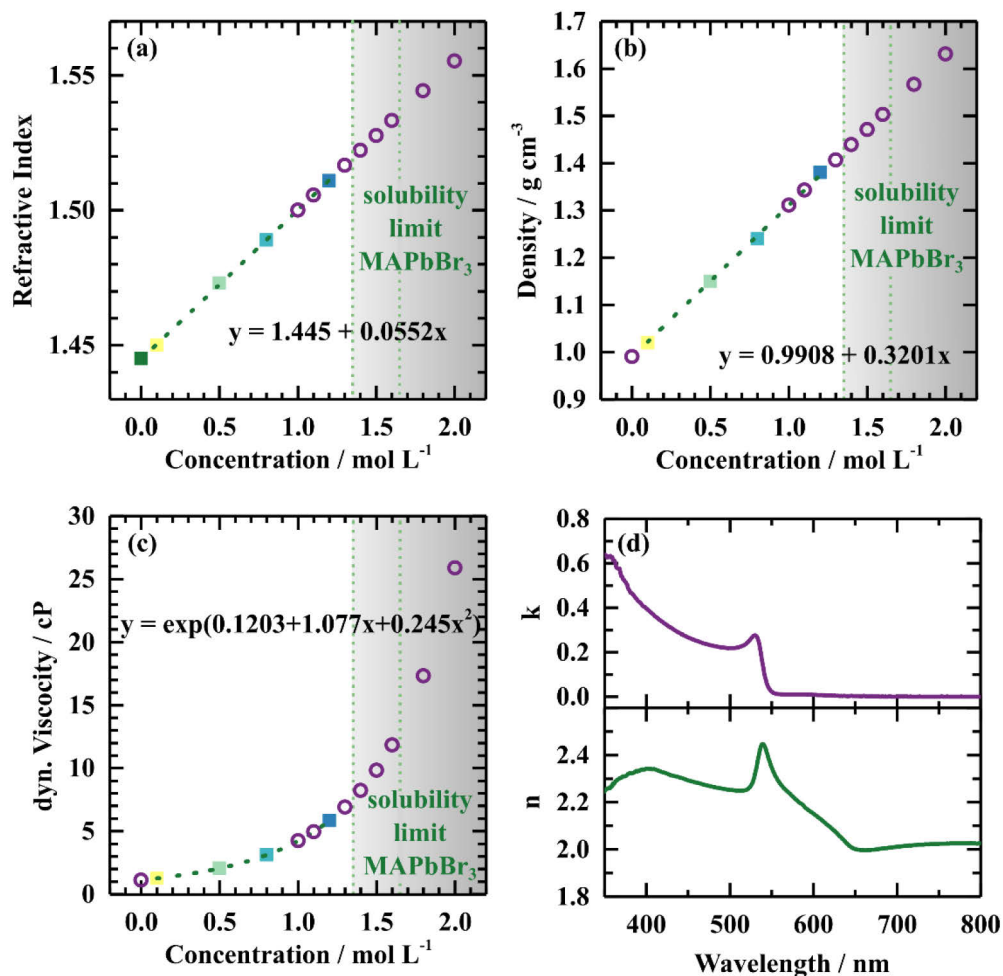 (a)
Refractive Index
1.55
1.50
1.45
solubility
limit
MAPbBr₃
y = 1.445 + 0.0552x
0.0 0.5 1.0 1.5 2.0
Concentration / mol L⁻¹
(b)
Density / g cm⁻³
1.7
1.6
1.5
1.4
1.3
1.2
1.1
1.0
0.9
solubility
limit
MAPbBr₃
y = 0.9908 + 0.3201x
0.0 0.5 1.0 1.5 2.0
Concentration / mol L⁻¹
(c)
dyn. Viscocity / cP
30
25
20
15
10
5
0
y = exp(0.1203+1.077x+0.245x²)
solubility
limit
MAPbBr₃
0.0 0.5 1.0 1.5 2.0
Concentration / mol L⁻¹
(d)
k
0.8
0.6
0.4
0.2
0.0
n
2.4
2.2
2.0
1.8
400 500 600 700 800
Wavelength / nm